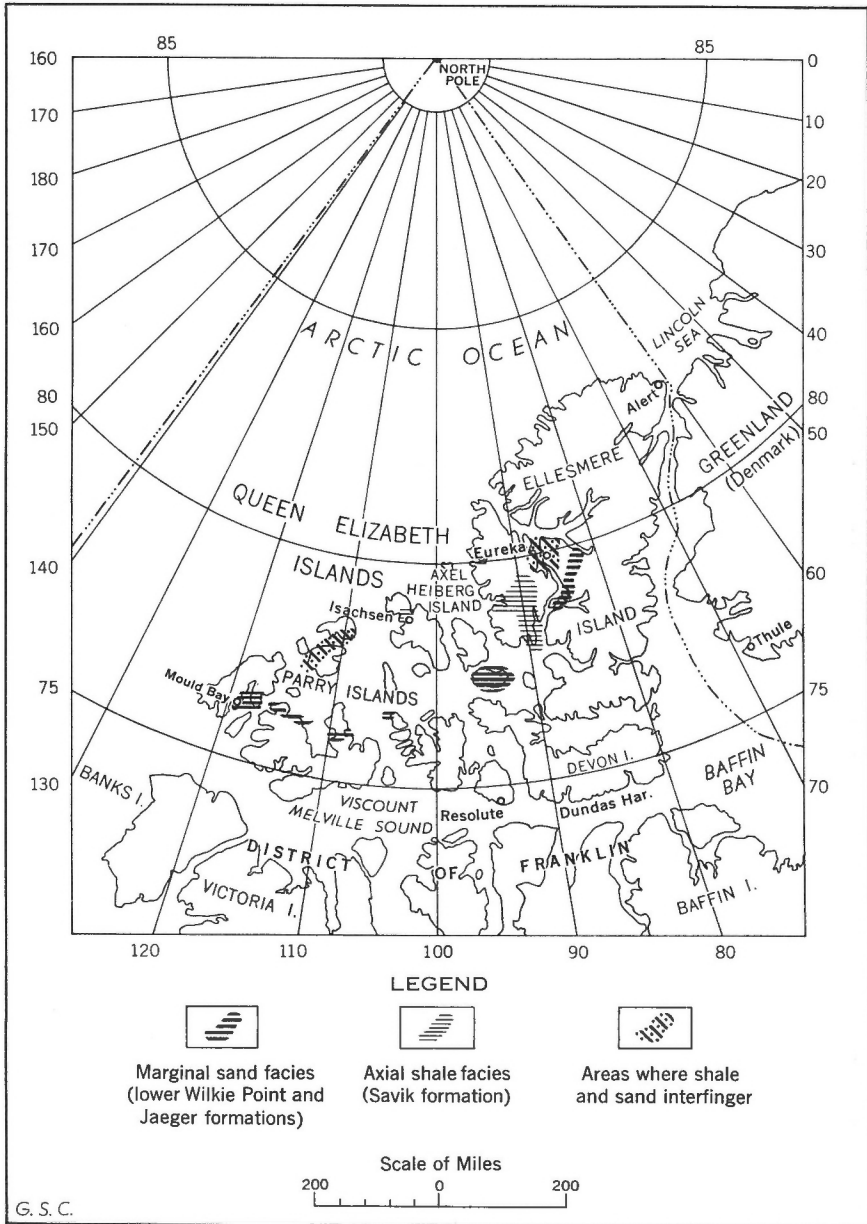 85 85
160 NORTH 0
POLE
170 10
180 20
170 30
160 40
LINCOLN
SEA
ARCTIC OCEAN
80 80
150 50
Alert
GREENLAND
(Denmark)
ELLESMERE
QUEEN ELIZABETH
ISLANDS
Eureka
140 60
AXEL
HEIBERG
ISLAND
Isachsen
ISLAND
Thule
PARRY ISLANDS
Mould Bay
75 75
DEVON I.
BAFFIN
BAY
130 70
BANKS I.
VISCOUNT
MELVILLE SOUND
Resolute
Dundas Har.
DISTRICT OF FRANKLIN
VICTORIA I.
BAFFIN I.
120 110 100 90 80
LEGEND
Marginal sand facies
(lower Wilkie Point and
Jaeger formations)
Axial shale facies
(Savik formation)
Areas where shale
and sand interfinger
Scale of Miles
200 0 200
G. S. C.